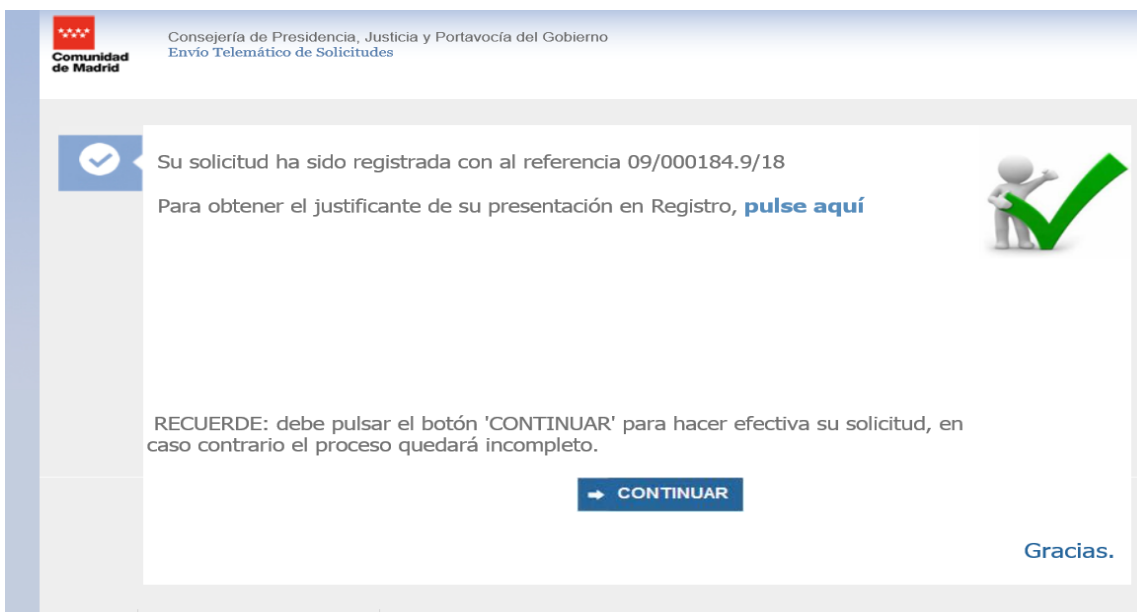 Comunidad
de Madrid
Consejería de Presidencia, Justicia y Portavocía del Gobierno
Envío Telemático de Solicitudes
Su solicitud ha sido registrada con al referencia 09/000184.9/18
Para obtener el justificante de su presentación en Registro, pulse aquí
RECUERDE: debe pulsar el botón 'CONTINUAR' para hacer efectiva su solicitud, en
caso contrario el proceso quedará incompleto.
CONTINUAR
Gracias.